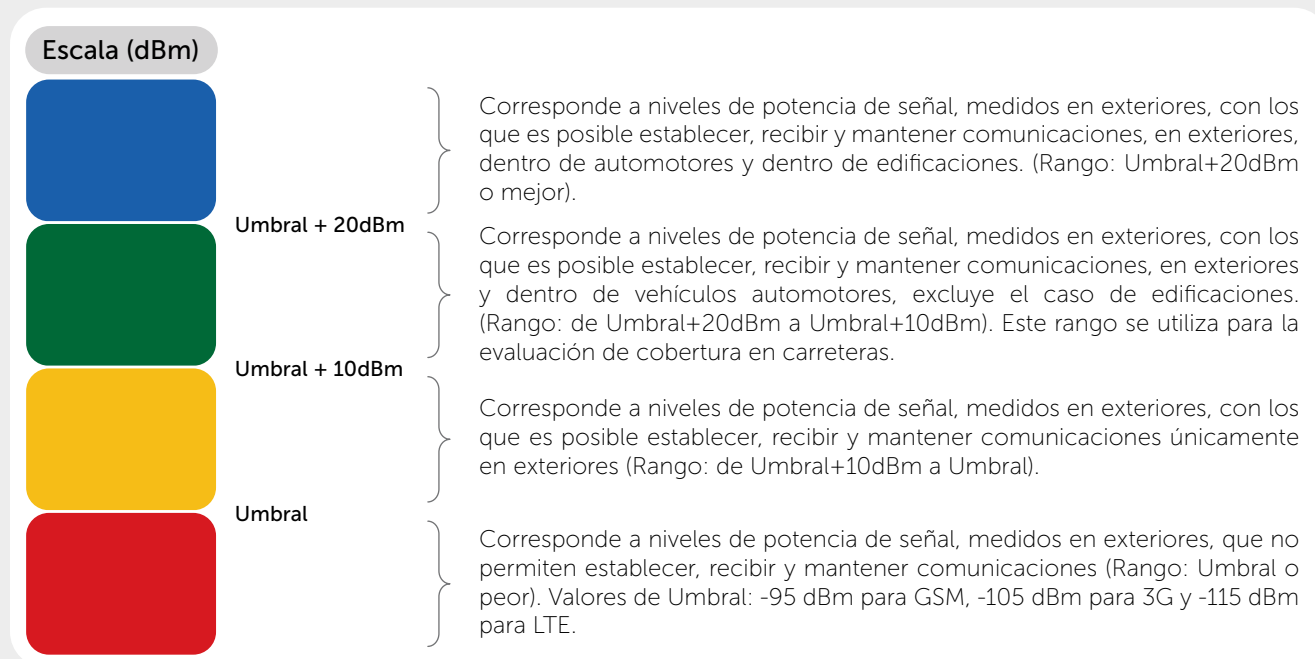 Escala (dBm)
Corresponde a niveles de potencia de señal, medidos en exteriores, con los
que es posible establecer, recibir y mantener comunicaciones, en exteriores,
dentro de automotores y dentro de edificaciones. (Rango: Umbral+20dBm
o mejor).
Umbral + 20dBm
Corresponde a niveles de potencia de señal, medidos en exteriores, con los
que es posible establecer, recibir y mantener comunicaciones, en exteriores
y dentro de vehículos automotores, excluye el caso de edificaciones.
(Rango: de Umbral+20dBm a Umbral+10dBm). Este rango se utiliza para la
evaluación de cobertura en carreteras.
Umbral + 10dBm
Corresponde a niveles de potencia de señal, medidos en exteriores, con los
que es posible establecer, recibir y mantener comunicaciones únicamente
en exteriores (Rango: de Umbral+10dBm a Umbral).
Umbral
Corresponde a niveles de potencia de señal, medidos en exteriores, que no
permiten establecer, recibir y mantener comunicaciones (Rango: Umbral o
peor). Valores de Umbral: -95 dBm para GSM, -105 dBm para 3G y -115 dBm
para LTE.